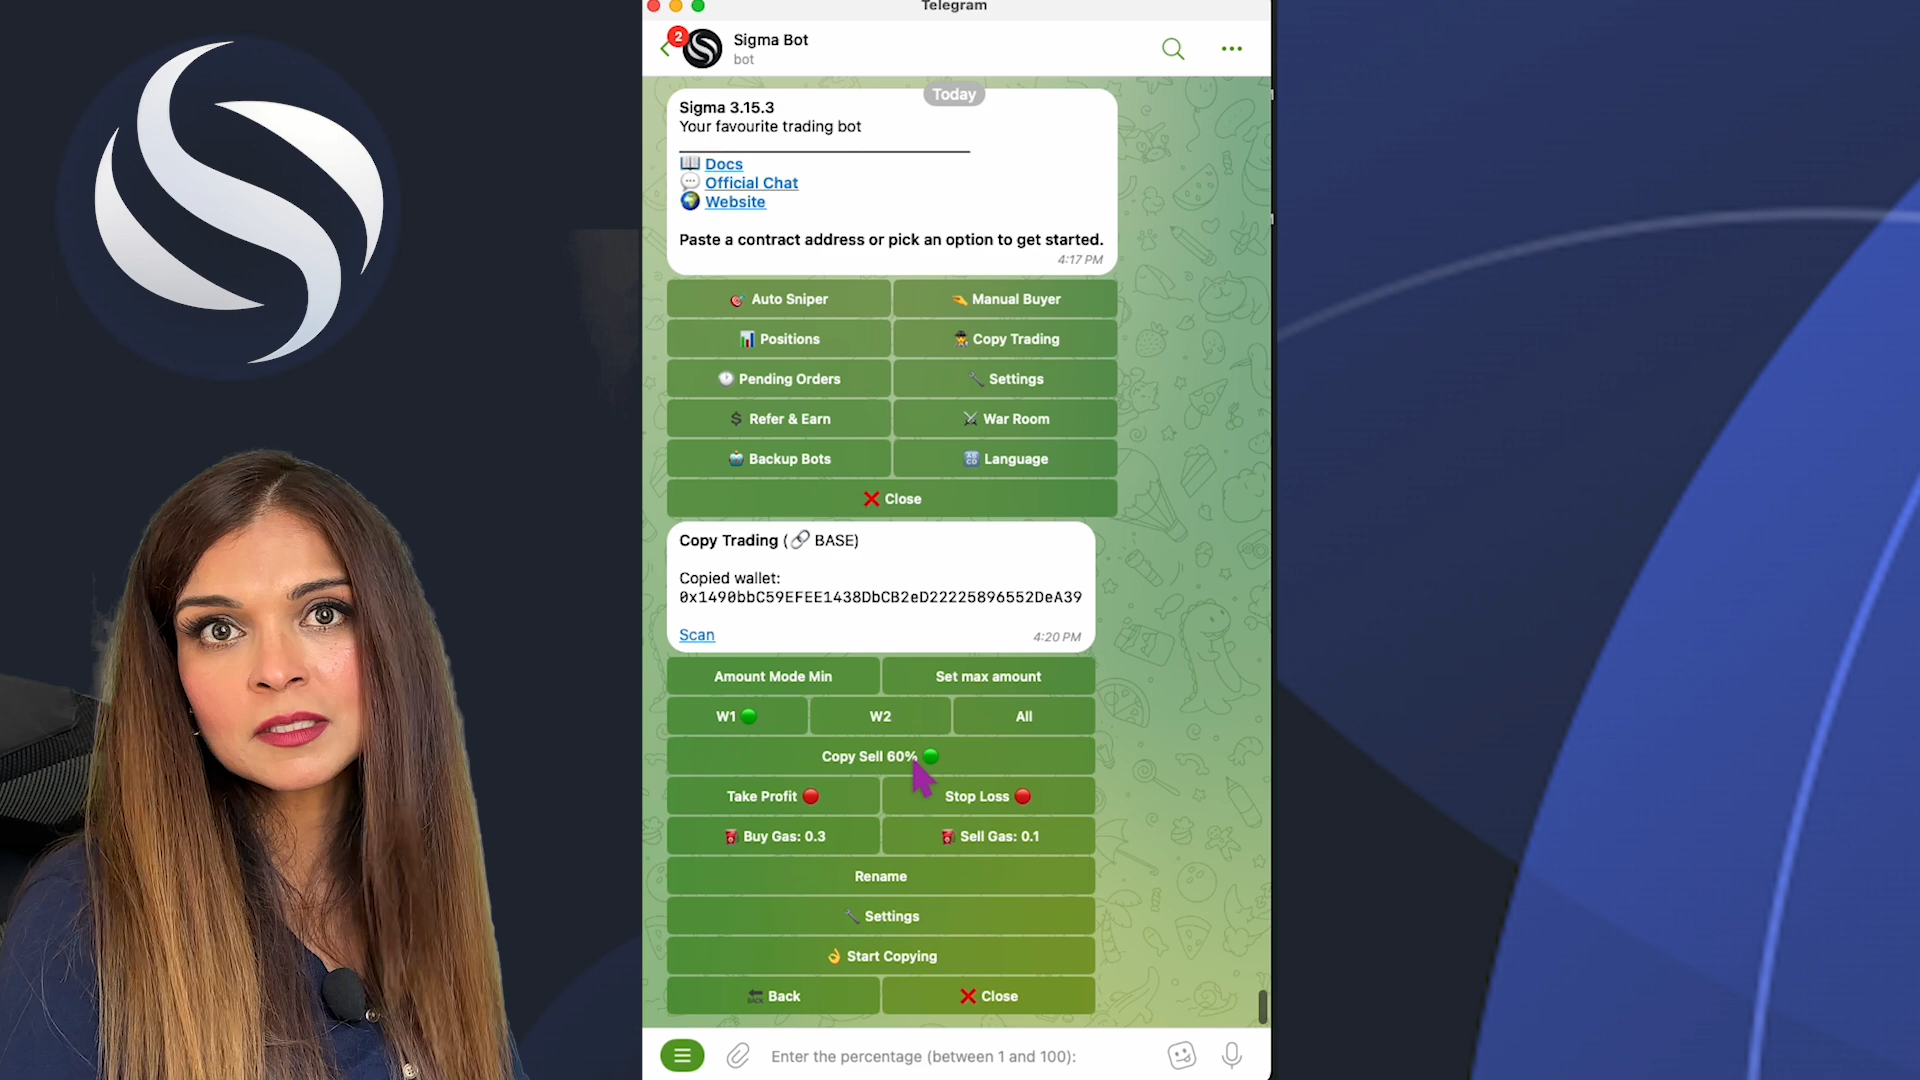 Telegram
2
Sigma Bot
bot
Today
Sigma 3.15.3
Your favourite trading bot
Docs
Official Chat
Website
Paste a contract address or pick an option to get started.
4:17 PM
Auto Sniper
Manual Buyer
Positions
Copy Trading
Pending Orders
Settings
Refer & Earn
War Room
Backup Bots
Language
Close
Copy Trading (🔗 BASE)
Copied wallet:
0x1490bbC59EFEE1438DbCB2eD22225896552DeA39
Scan
4:20 PM
Amount Mode Min
Set max amount
W1
W2
All
Copy Sell 60%
Take Profit
Stop Loss
Buy Gas: 0.3
Sell Gas: 0.1
Rename
Settings
Start Copying
Back
Close
Enter the percentage (between 1 and 100):